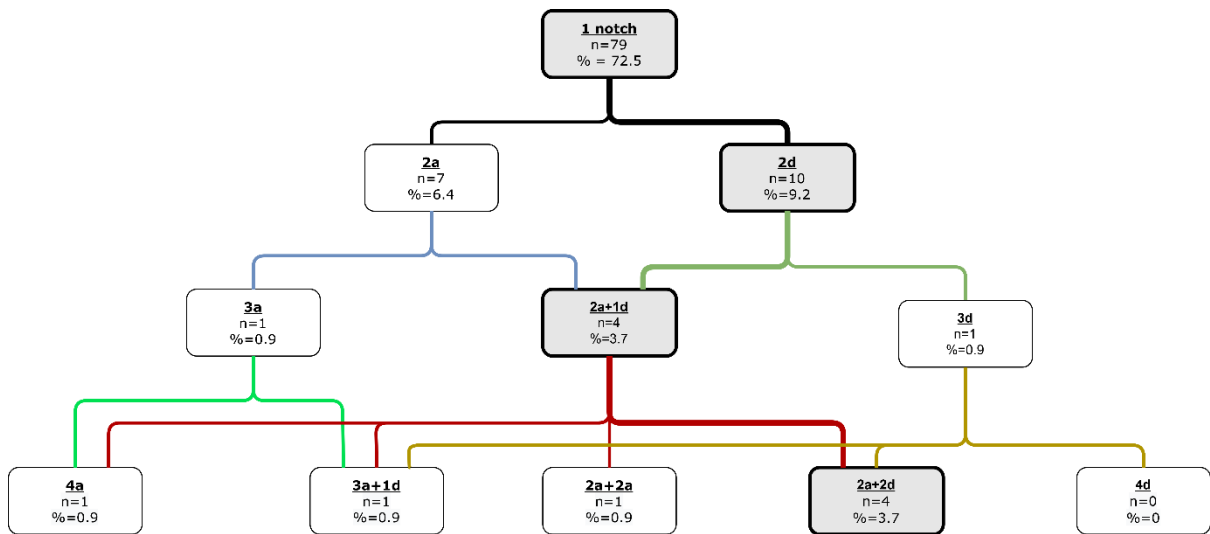 1 notch
n=79
% = 72.5
2a
n=7
%=6.4
2d
n=10
%=9.2
3a
n=1
%=0.9
2a+1d
n=4
%=3.7
3d
n=1
%=0.9
4a
n=1
%=0.9
3a+1d
n=1
%=0.9
2a+2a
n=1
%=0.9
2a+2d
n=4
%=3.7
4d
n=0
%=0